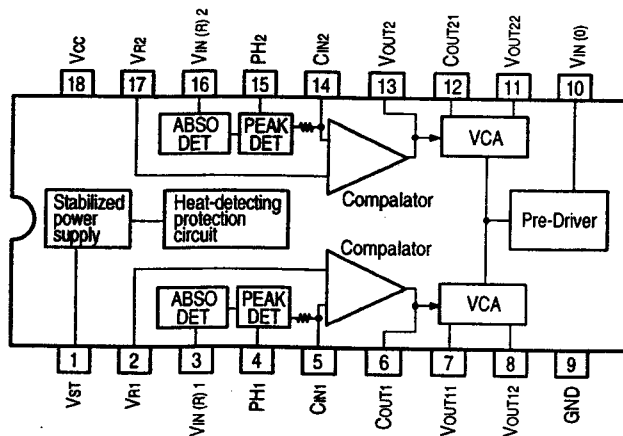 VCC
VR2
VIN (R) 2
PH2
CIN2
VOUT2
COUT21
VOUT22
VIN (0)
18
17
16
15
14
13
12
11
10
ABSO
DET
PEAK
DET
VCA
Compalator
Stabilized
power
supply
Heat-detecting
protection
circuit
Pre-Driver
Compalator
ABSO
DET
PEAK
DET
VCA
1
2
3
4
5
6
7
8
9
VST
VR1
VIN (R) 1
PH1
CIN1
COUT1
VOUT11
VOUT12
GND